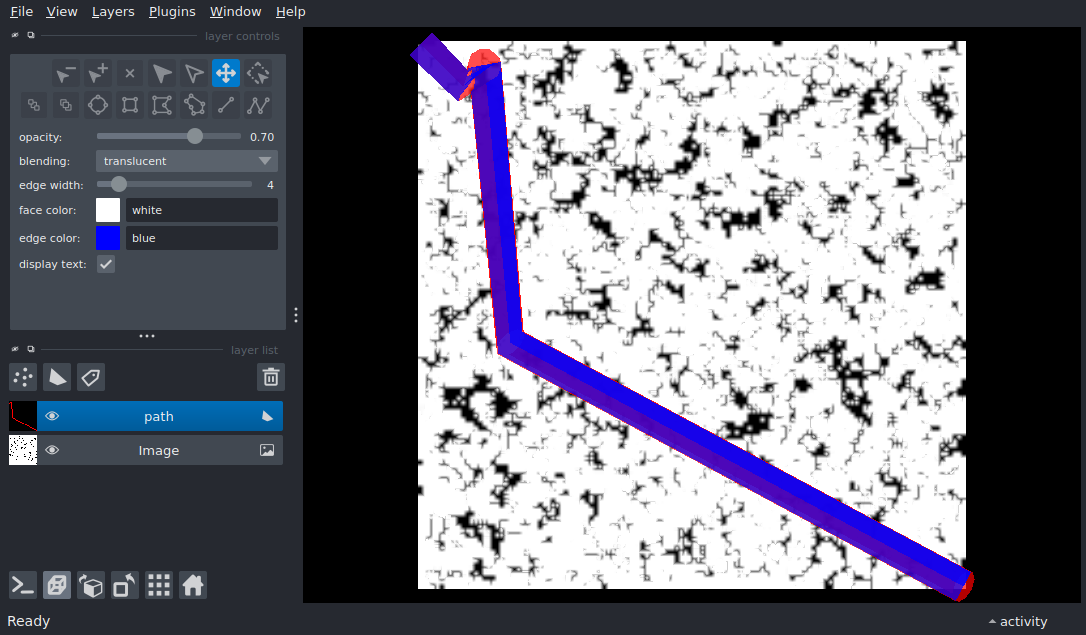 File View Layers Plugins Window Help
layer controls
opacity: 0.70
blending: translucent
edge width: 4
face color: white
edge color: blue
display text:
layer list
path
Image
Ready activity